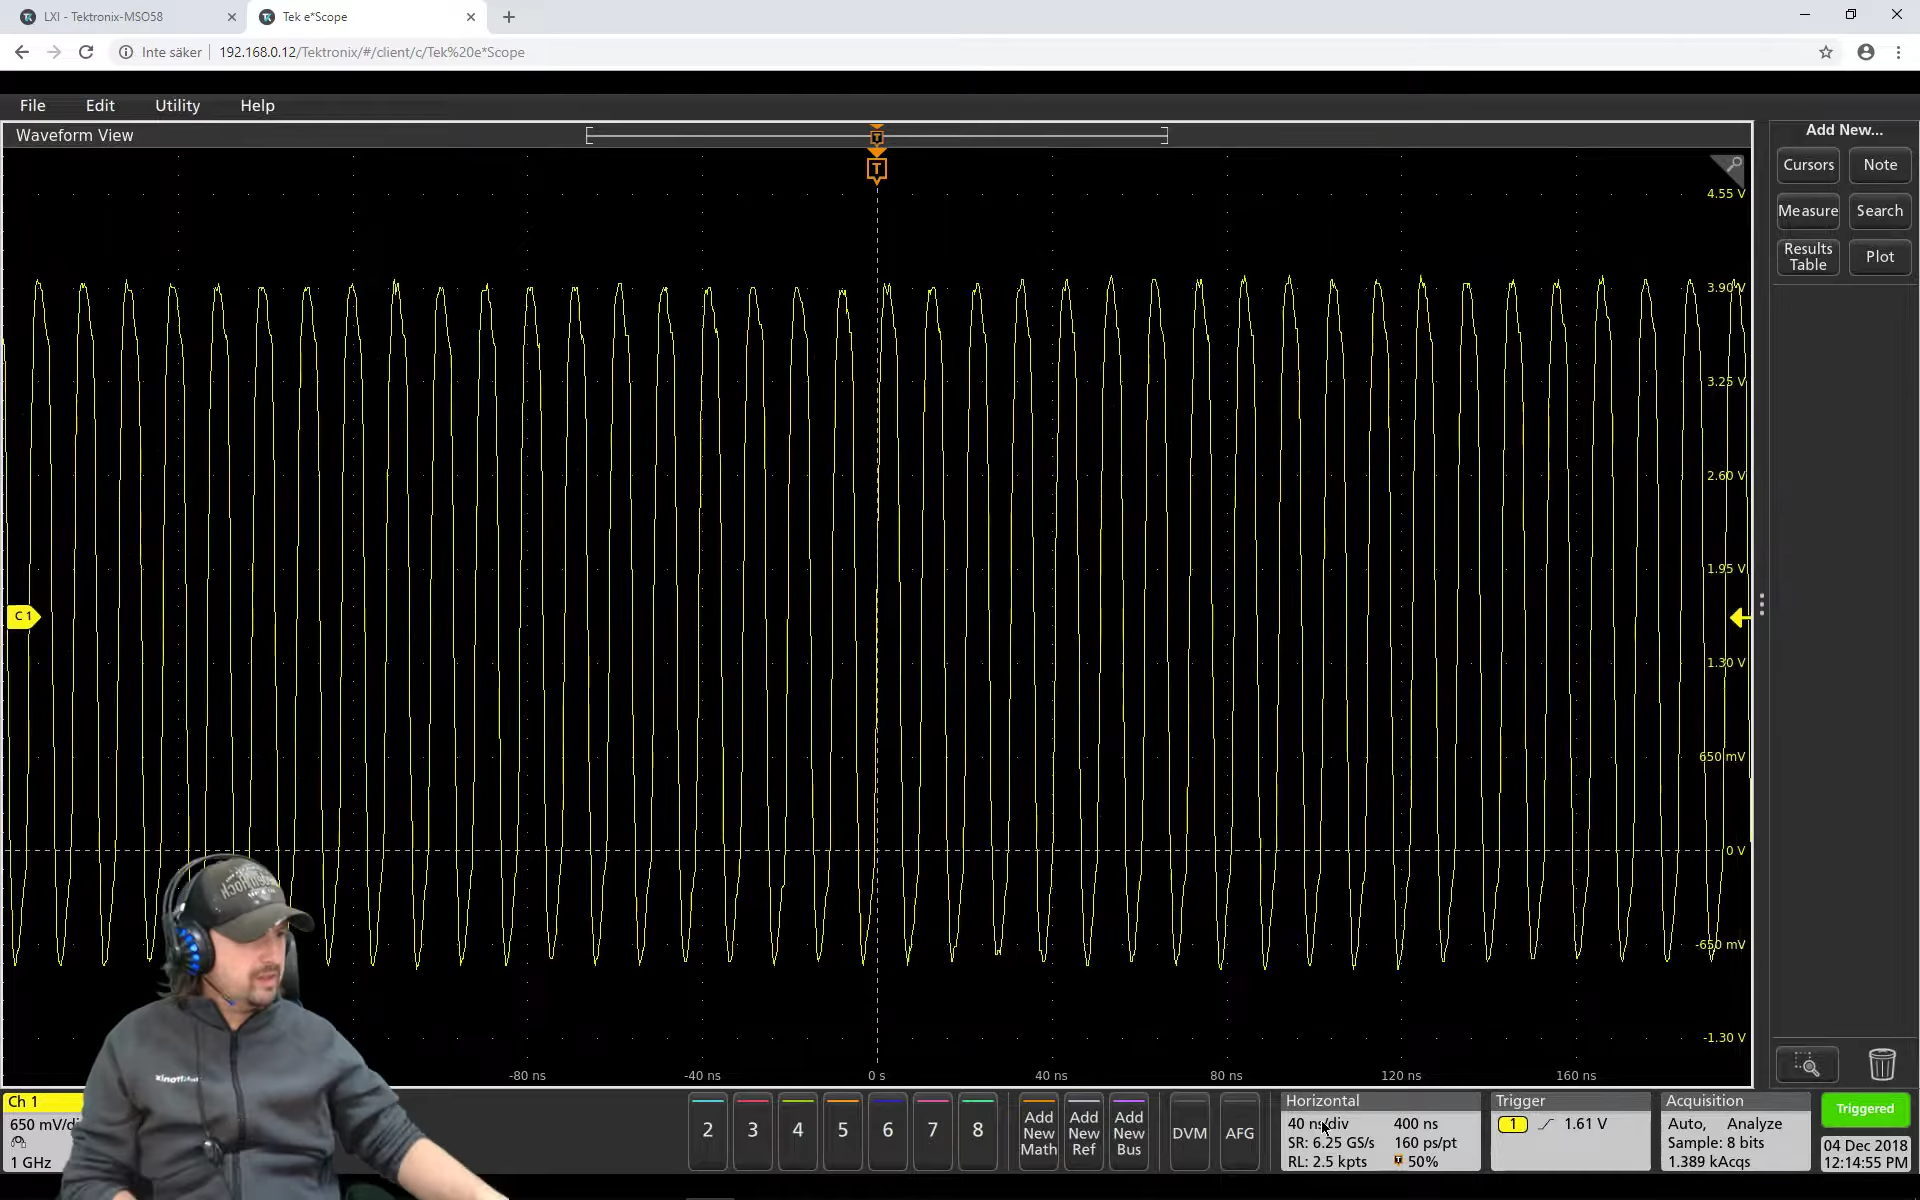 LXI - Tektronix-MSO58
Tek e*Scope
Inte säker
192.168.0.12/Tektronix/#/client/c/Tek%20e*Scope
File Edit Utility Help
Waveform View
T
T
Add New...
Cursors
Note
Measure
Search
Results Table
Plot
4.55 V
3.90 V
3.25 V
2.60 V
1.95 V
1.30 V
650 mV
0 V
-650 mV
-1.30 V
C 1
-80 ns
-40 ns
0 s
40 ns
80 ns
120 ns
160 ns
Ch 1
650 mV/di
1 GHz
2
3
4
5
6
7
8
Add New Math
Add New Ref
Add New Bus
DVM
AFG
Horizontal
40 ns/div 400 ns
SR: 6.25 GS/s 160 ps/pt
RL: 2.5 kpts 50%
Trigger
1 1.61 V
Acquisition
Auto, Analyze
Sample: 8 bits
1.389 kAcqs
Triggered
04 Dec 2018
12:14:55 PM